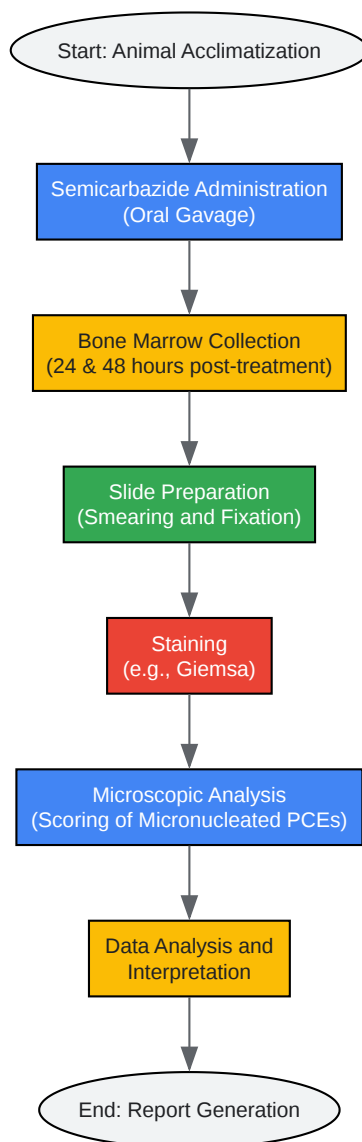 Start: Animal Acclimatization
Semicarbazide Administration
(Oral Gavage)
Bone Marrow Collection
(24 & 48 hours post-treatment)
Slide Preparation
(Smearing and Fixation)
Staining
(e.g., Giemsa)
Microscopic Analysis
(Scoring of Micronucleated PCEs)
Data Analysis and
Interpretation
End: Report Generation